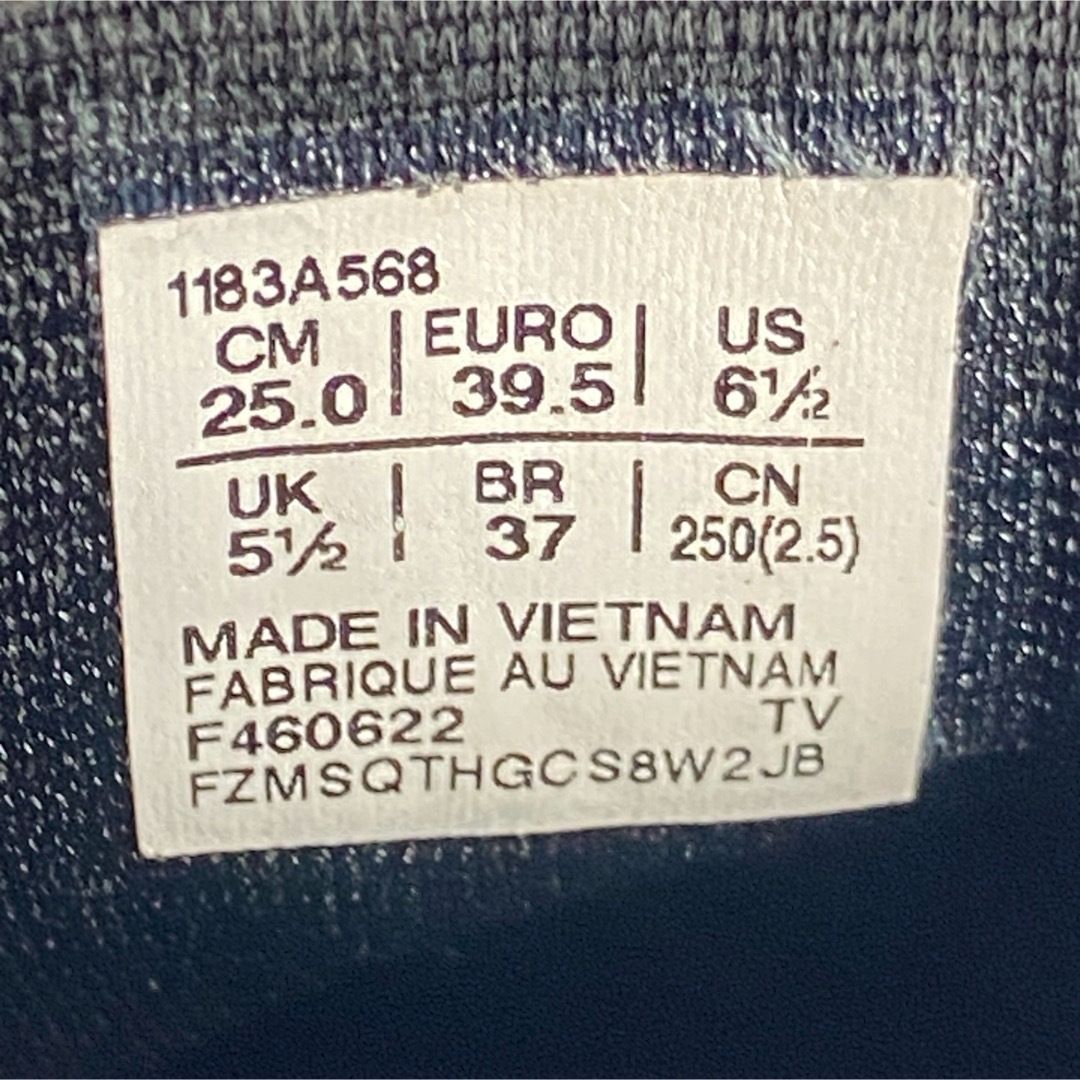 1183A568
CM | EURO | US
25.0 | 39.5 | 6½
UK | BR | CN
5½ | 37 | 250(2.5)
MADE IN VIETNAM
FABRIQUE AU VIETNAM
F460622 TV
FZMSQTHGCS8W2JB